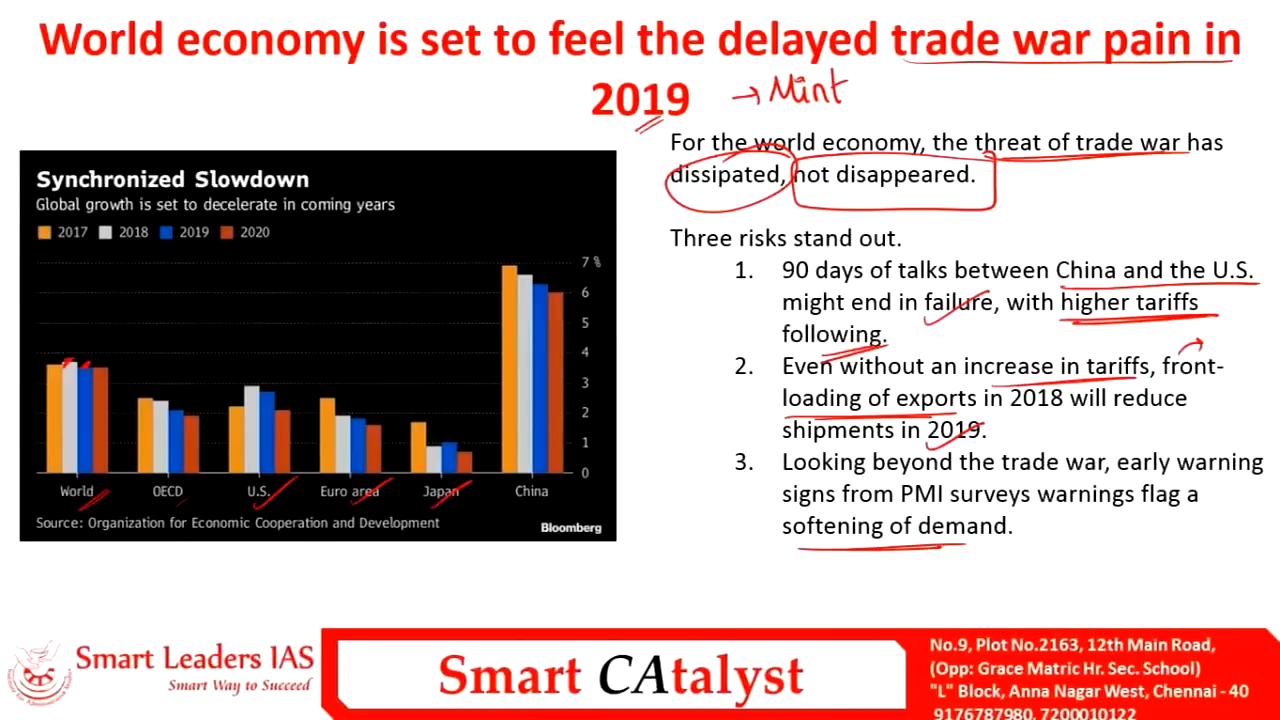 World economy is set to feel the delayed trade war pain in
2019
→ Mint
Synchronized Slowdown
Global growth is set to decelerate in coming years
2017 2018 2019 2020
7 %
6
5
4
3
2
1
0
World OECD U.S. Euro area Japan China
Source: Organization for Economic Cooperation and Development
Bloomberg
For the world economy, the threat of trade war has
dissipated, not disappeared.
Three risks stand out.
1. 90 days of talks between China and the U.S.
might end in failure, with higher tariffs
following.
2. Even without an increase in tariffs, front-
loading of exports in 2018 will reduce
shipments in 2019.
3. Looking beyond the trade war, early warning
signs from PMI surveys warnings flag a
softening of demand.
Smart Leaders IAS
Smart Way to Succeed
Smart CAtalyst
No.9, Plot No.2163, 12th Main Road,
(Opp: Grace Matric Hr. Sec. School)
"L" Block, Anna Nagar West, Chennai - 40
9176787980, 7200010122